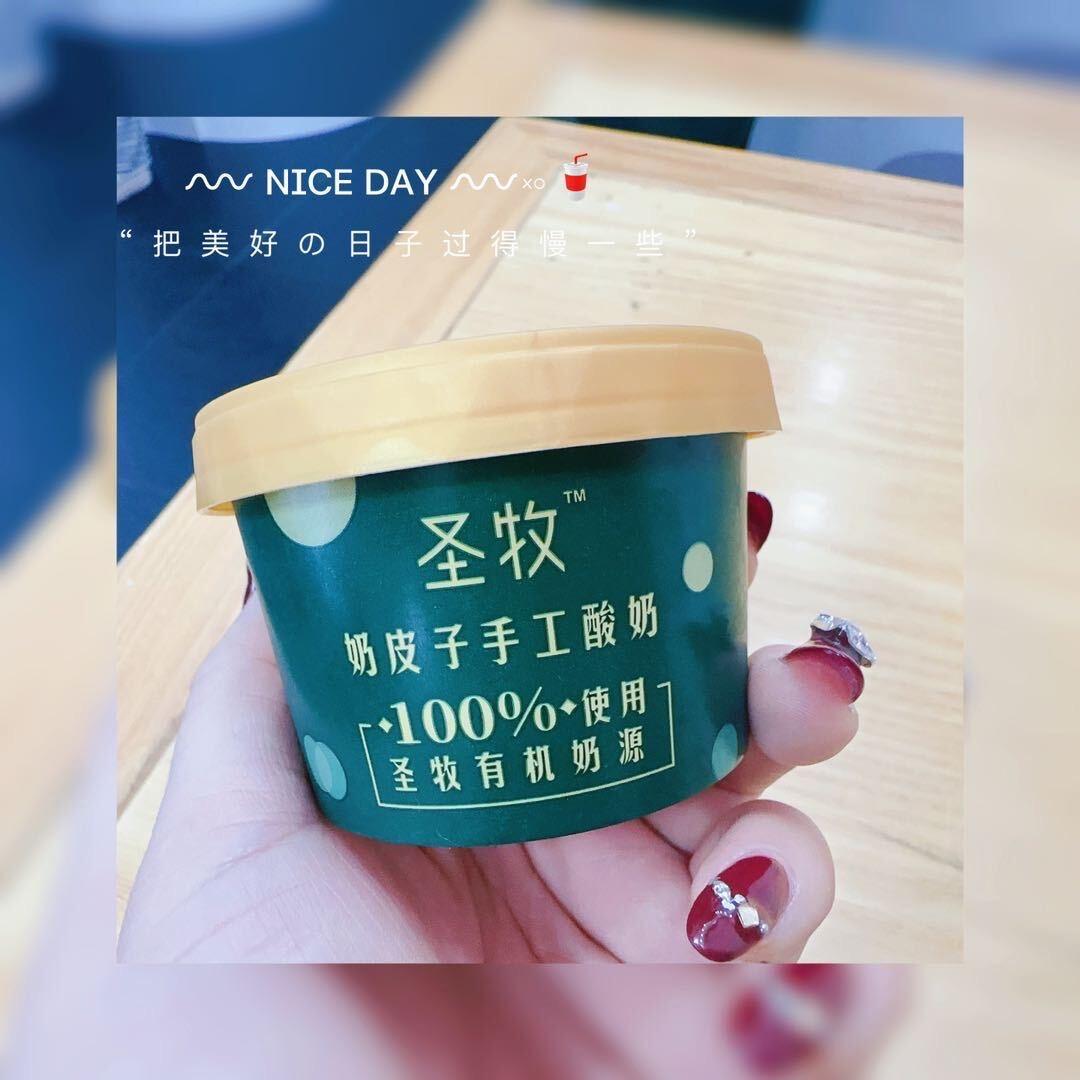 NICE DAY xo
“把美好の日子过得慢一些”
圣牧™
奶皮子手工酸奶
100%使用
圣牧有机奶源